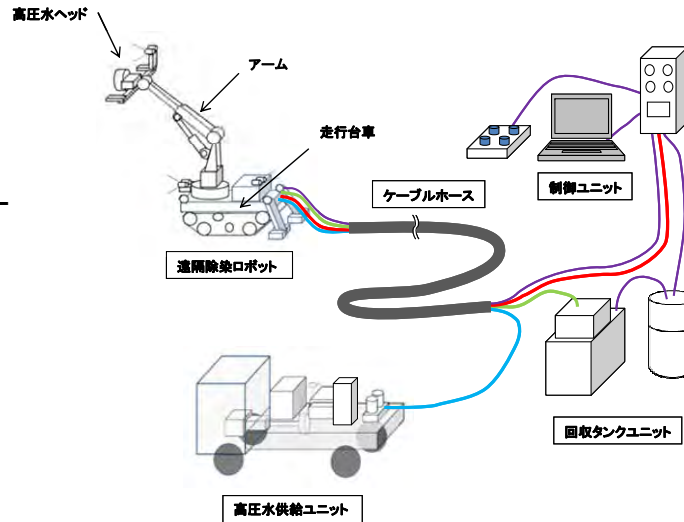 高圧水ヘッド
アーム
走行台車
ケーブルホース
制御ユニット
遠隔除染ロボット
回収タンクユニット
高圧水供給ユニット